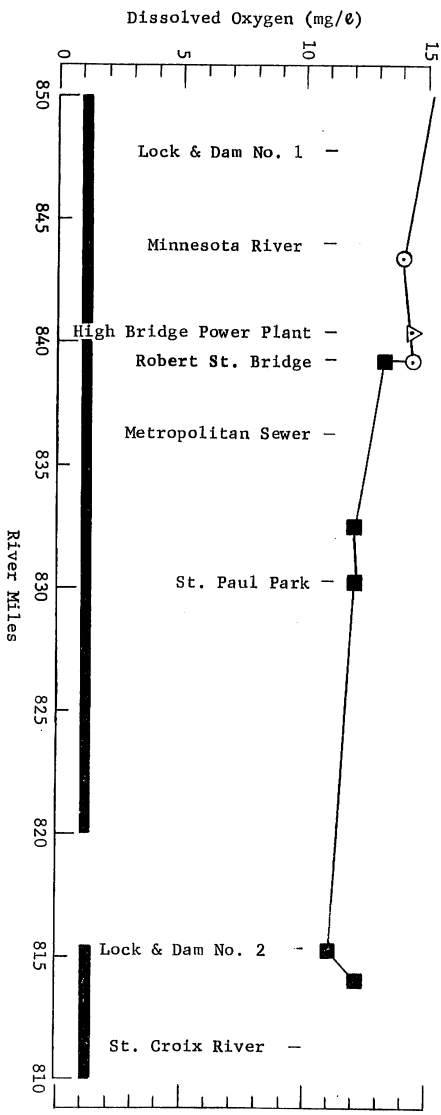 Dissolved Oxygen (mg/ℓ)
0
5
10
15
850
845
840
835
830
825
820
815
810
River Miles
Lock & Dam No. 1
Minnesota River
High Bridge Power Plant
Robert St. Bridge
Metropolitan Sewer
St. Paul Park
Lock & Dam No. 2
St. Croix River